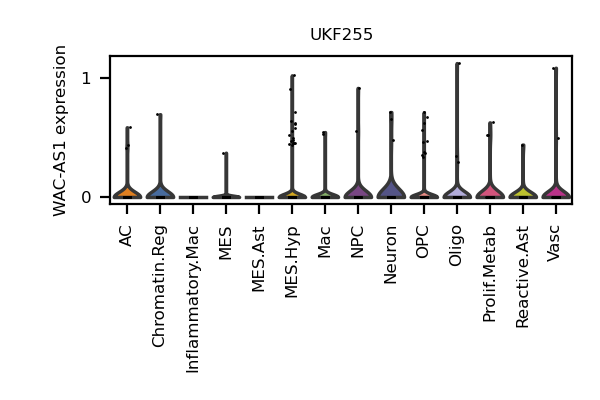 UKF255
WAC-AS1 expression
1
0
AC
Chromatin.Reg
Inflammatory.Mac
MES
MES.Ast
MES.Hyp
Mac
NPC
Neuron
OPC
Oligo
Prolif.Metab
Reactive.Ast
Vasc